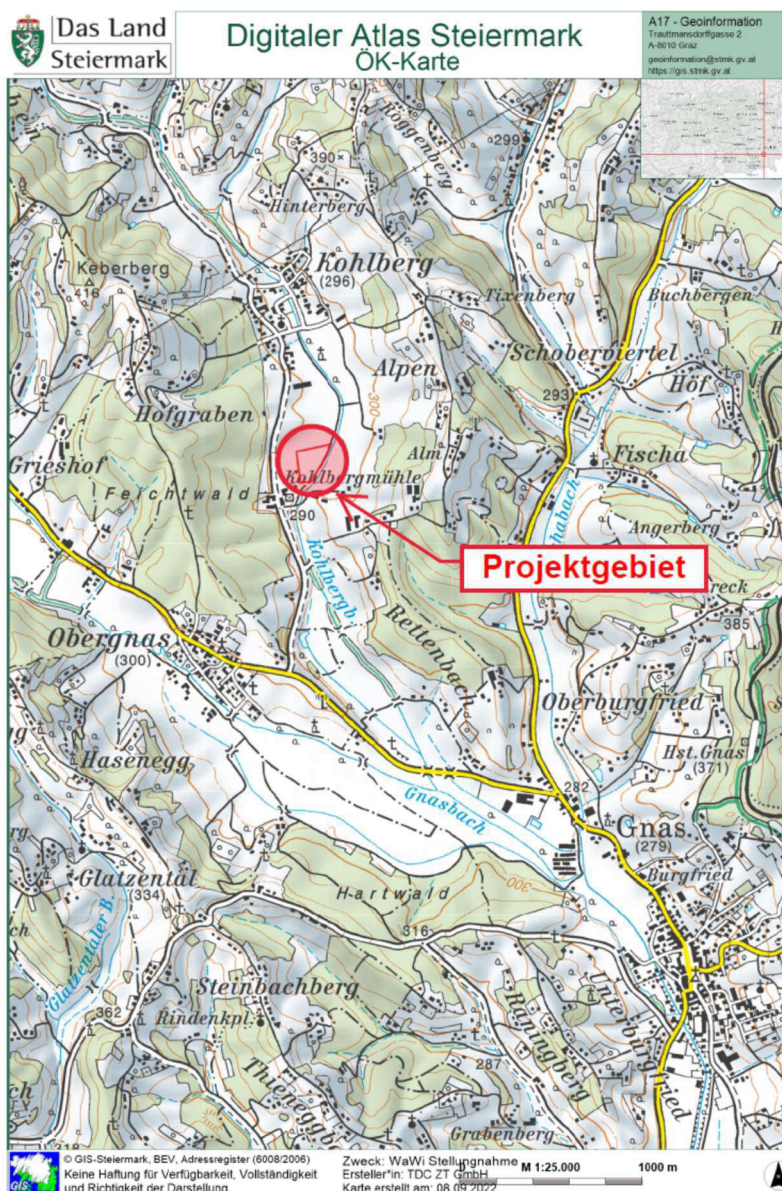 Das Land
Steiermark
Digitaler Atlas Steiermark
ÖK-Karte
A17 - Geoinformation
Trauttmansdorffgasse 2
A-8010 Graz
geoinformation@stmk.gv.at
https://gis.stmk.gv.at
299
390
Hinterberg
Kohlberg
(296)
Keberberg
416
Tixenberg
Buchbergen
Schoberviertel
Alpen
293
Höf
Hofgraben
300
Alm
Fischa
Grieshof
Kohlbergmühle
Feichtwald
290
Angerberg
Projektgebiet
Kohlbergb.
385
Rettenbach
Obergnas
(300)
Oberburgfried
Hasenegg
Hst. Gnas
(371)
282
Gnasbach
Gnas
(279)
Burgfried
Glatzental
(334)
Hartwald
300
316
Glatzentaler B.
Steinbachberg
362
Rindenkpl.
Raningberg
Unterburgfried
287
Thienegg
Grabenberg
© GIS-Steiermark, BEV, Adressregister (6008/2006)
Keine Haftung für Verfügbarkeit, Vollständigkeit
und Richtigkeit der Darstellung
GIS
Zweck: WaWi Stellungnahme
Ersteller*in: TDC ZT GmbH
Karte erstellt am: 08.09.2022
M 1:25.000
1000 m